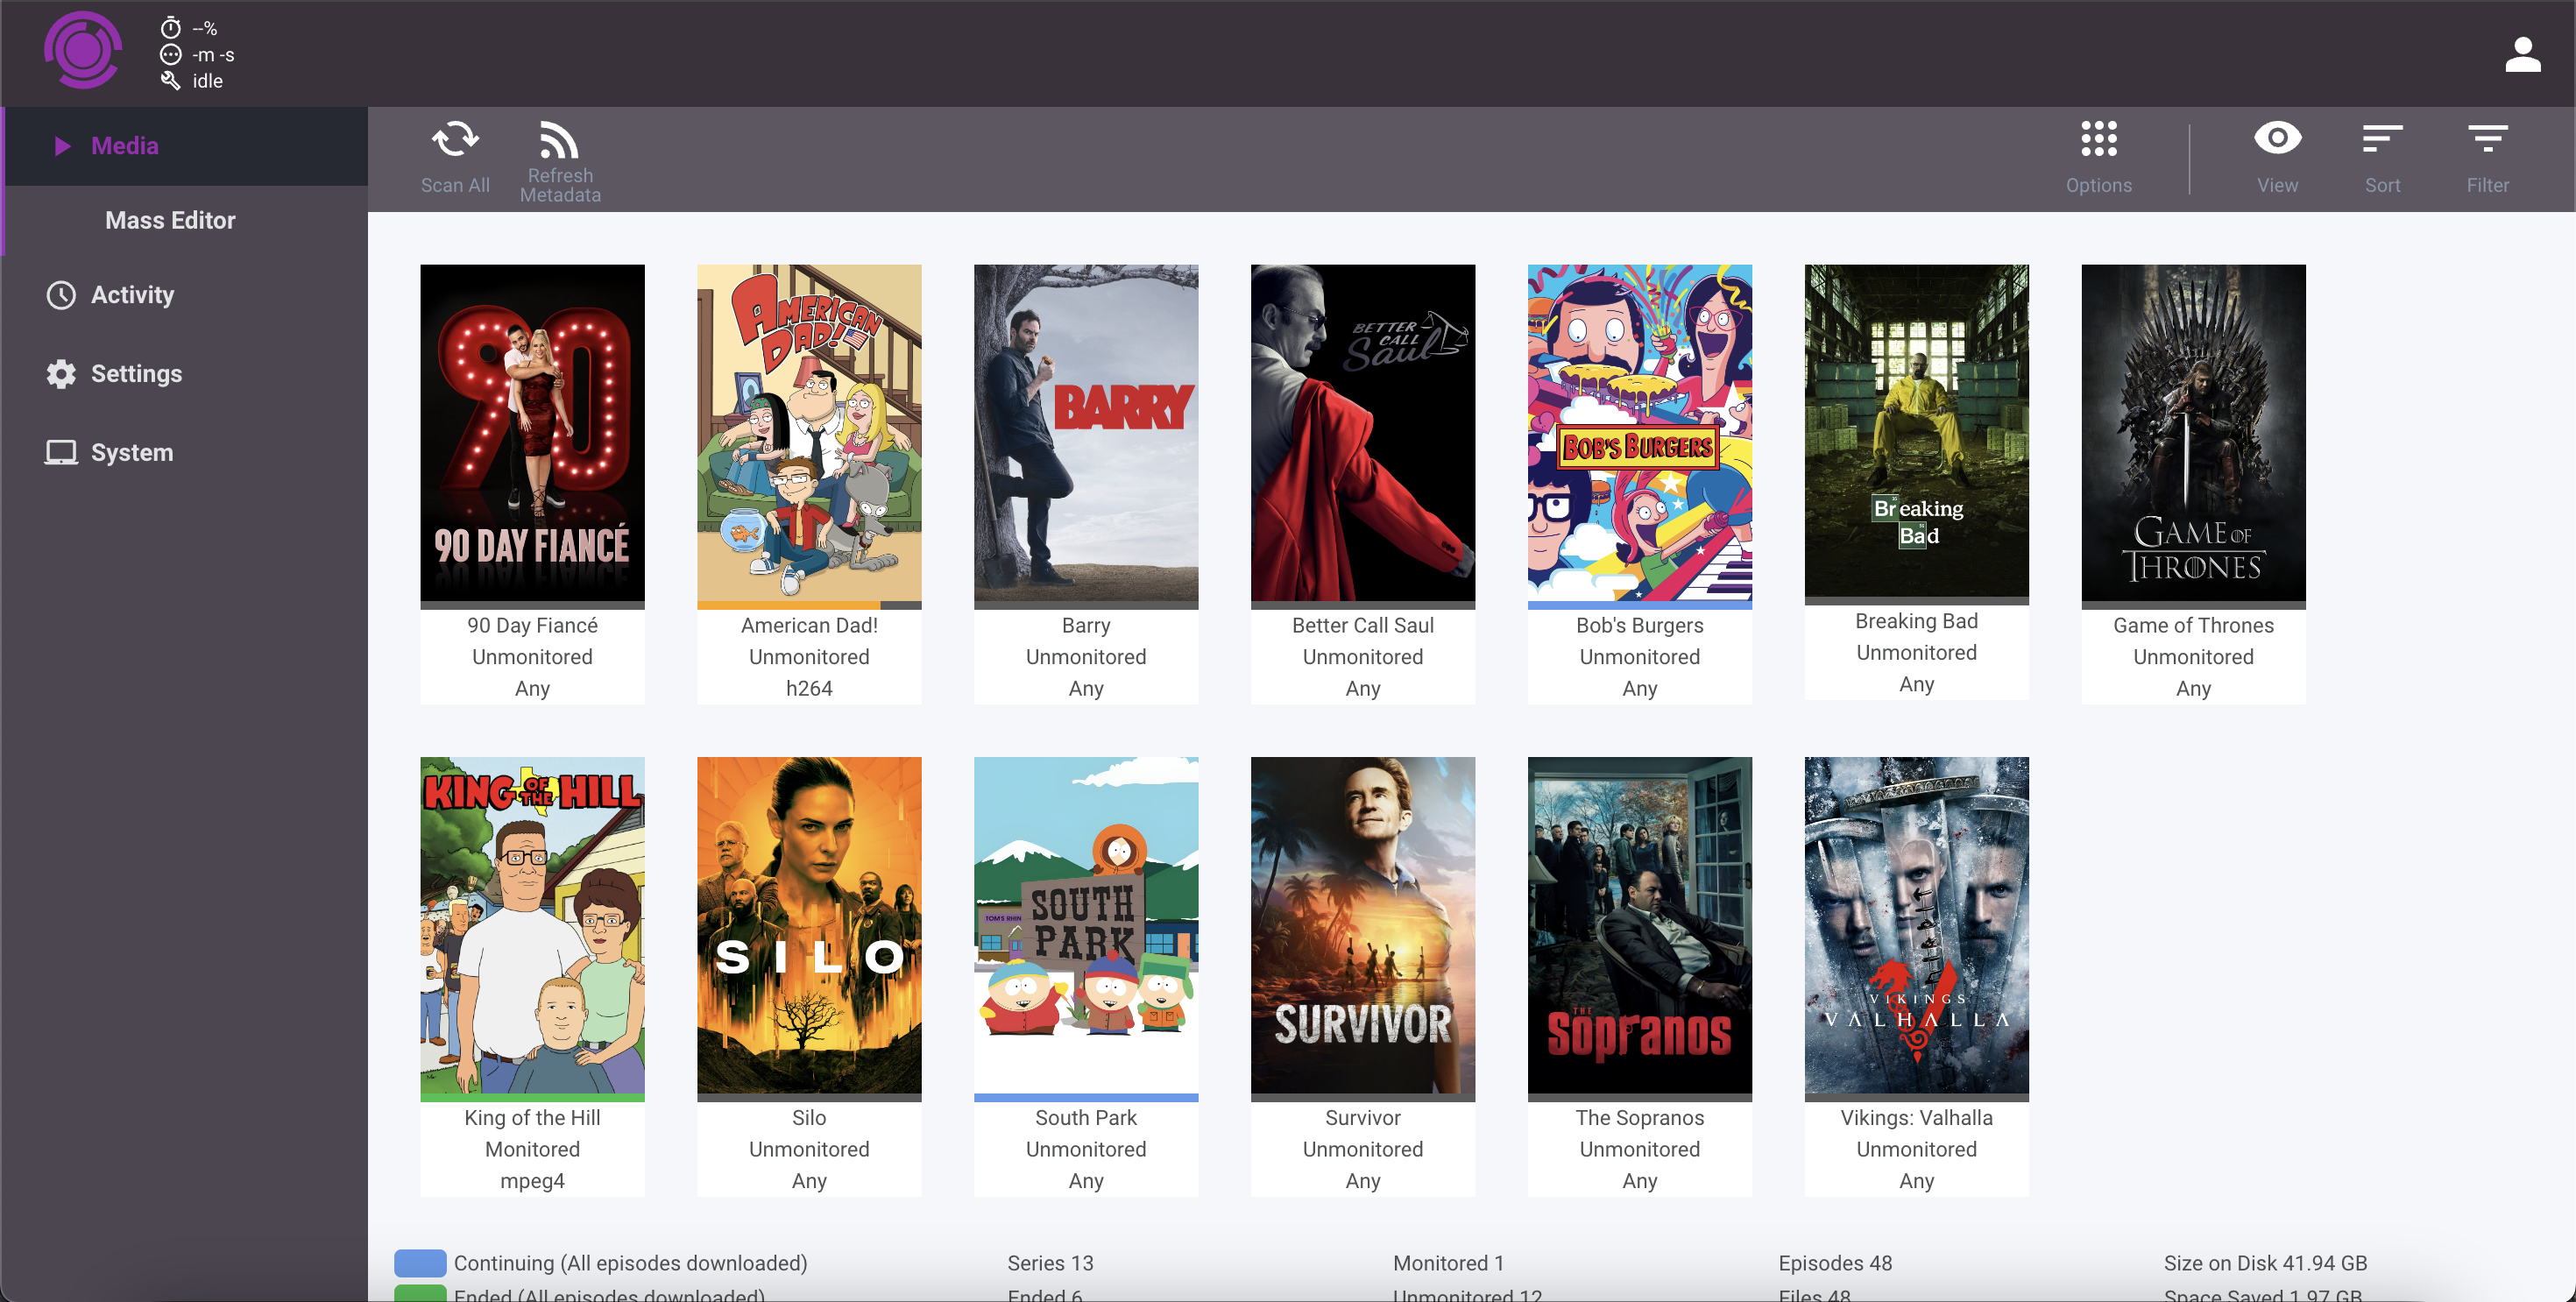 --%
-m -s
idle
Media
Mass Editor
Activity
Settings
System
Scan All
Refresh
Metadata
Options
View
Sort
Filter
90 DAY FIANCÉ
90 Day Fiancé
Unmonitored
Any
AMERICAN
DAD!
American Dad!
Unmonitored
h264
BARRY
Barry
Unmonitored
Any
BETTER
CALL
Saul
Better Call Saul
Unmonitored
Any
BOB'S BURGERS
Bob's Burgers
Unmonitored
Any
Breaking
Bad
Breaking Bad
Unmonitored
Any
GAME OF
THRONES
Game of Thrones
Unmonitored
Any
KING OF THE HILL
King of the Hill
Monitored
mpeg4
SILO
Silo
Unmonitored
Any
TOM'S RHIN
SOUTH
PARK
South Park
Unmonitored
Any
SURVIVOR
Survivor
Unmonitored
Any
THE
Sopranos
The Sopranos
Unmonitored
Any
VIKINGS
VALHALLA
Vikings: Valhalla
Unmonitored
Any
Continuing (All episodes downloaded)
Series 13
Monitored 1
Episodes 48
Size on Disk 41.94 GB
Ended (All episodes downloaded)
Ended 6
Unmonitored 12
Files 48
Space Saved 1.97 GB